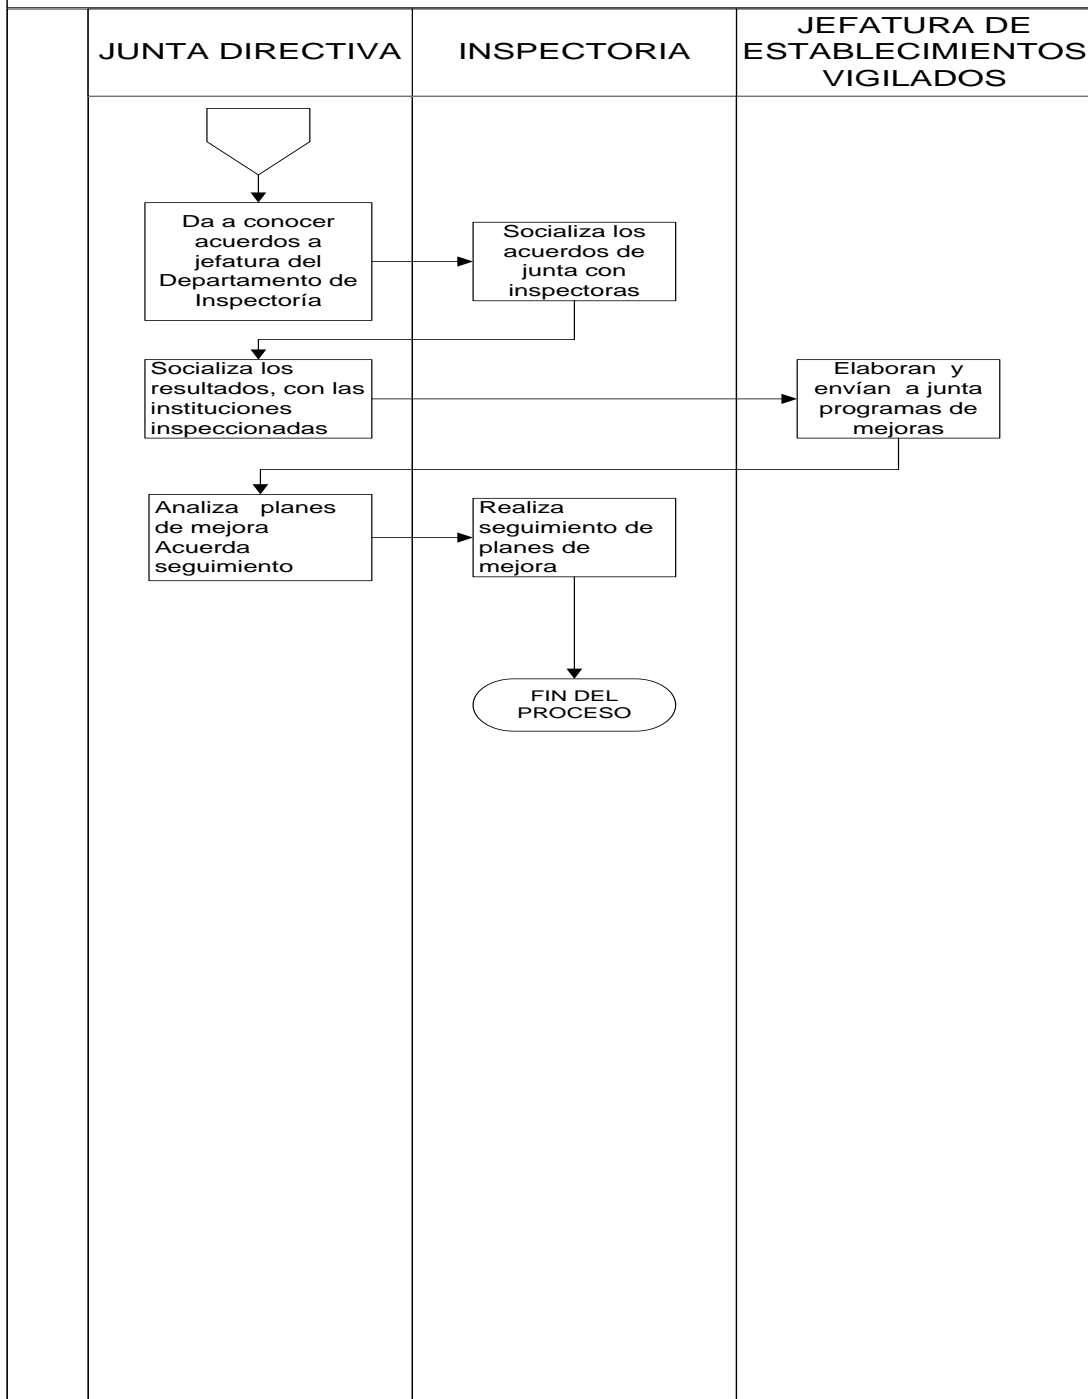 JUNTA DIRECTIVA
INSPECTORIA
JEFATURA DE
ESTABLECIMIENTOS
VIGILADOS
Da a conocer
acuerdos a
jefatura del
Departamento de
Inspectoría
Socializa los
acuerdos de
junta con
inspectoras
Socializa los
resultados, con las
instituciones
inspeccionadas
Elaboran y
envían a junta
programas de
mejoras
Analiza planes
de mejora
Acuerda
seguimiento
Realiza
seguimiento de
planes de
mejora
FIN DEL
PROCESO